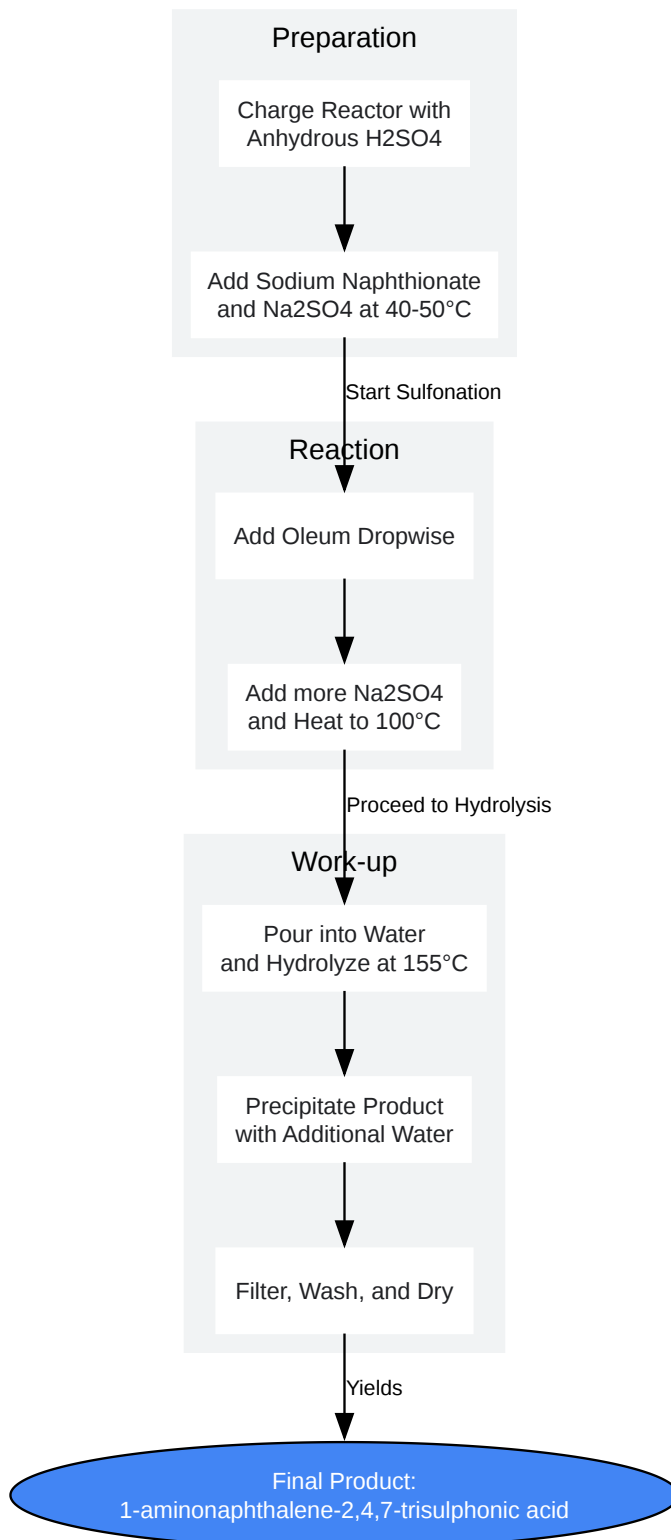 Preparation
Charge Reactor with
Anhydrous H2SO4
Add Sodium Naphthionate
and Na2SO4 at 40-50°C
Start Sulfonation
Reaction
Add Oleum Dropwise
Add more Na2SO4
and Heat to 100°C
Proceed to Hydrolysis
Work-up
Pour into Water
and Hydrolyze at 155°C
Precipitate Product
with Additional Water
Filter, Wash, and Dry
Yields
Final Product:
1-aminonaphthalene-2,4,7-trisulphonic acid